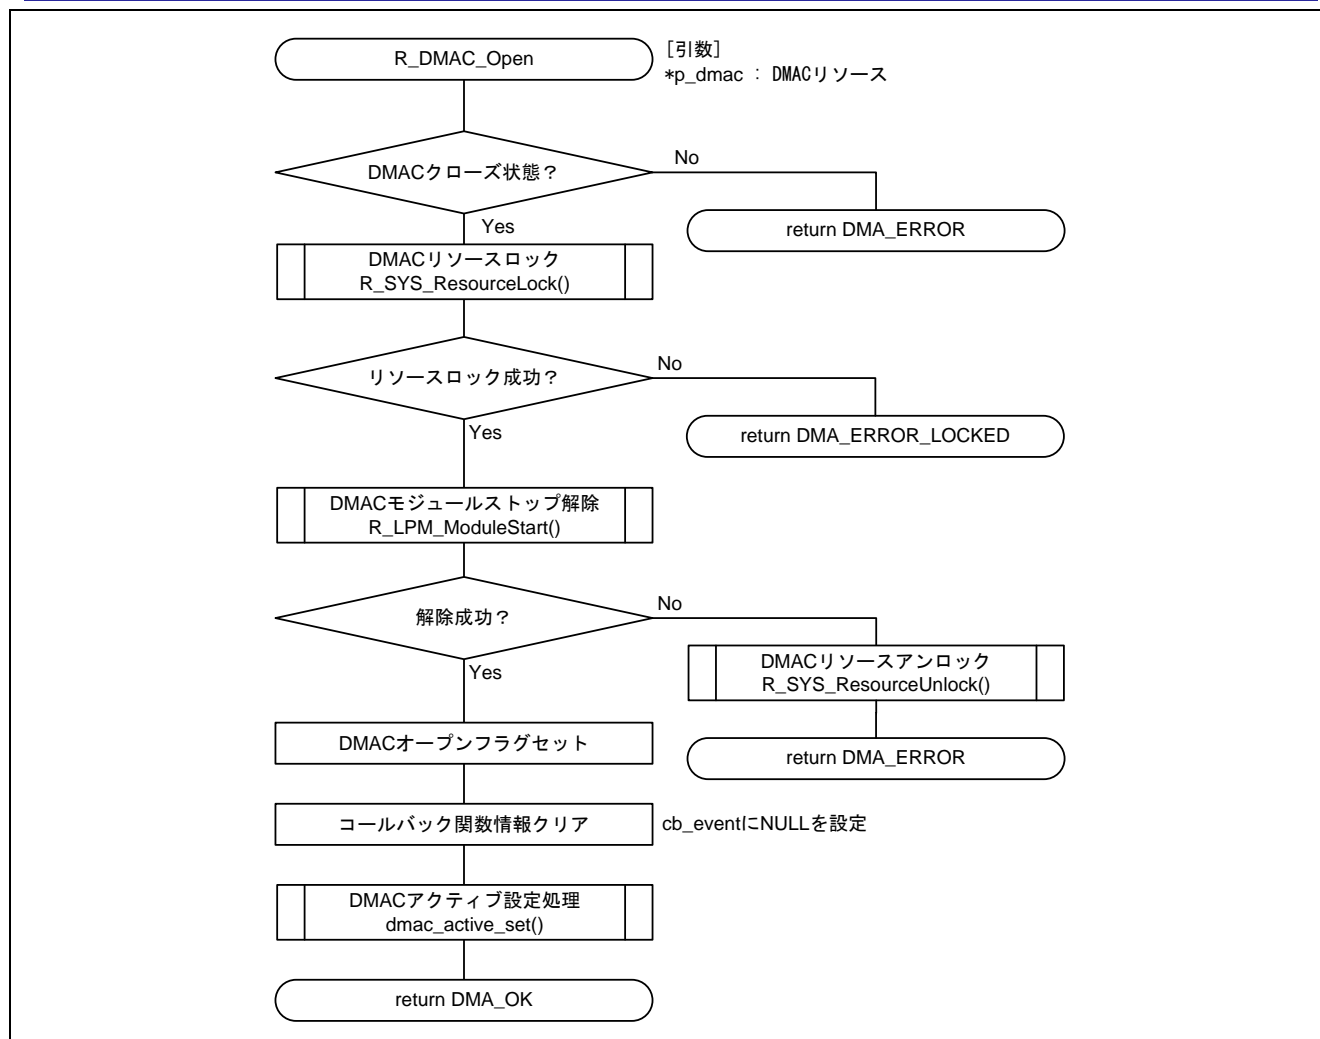 R_DMAC_Open
[引数]
*p_dmac : DMACリソース
DMACクローズ状態?
No
Yes
return DMA_ERROR
DMACリソースロック
R_SYS_ResourceLock()
リソースロック成功?
No
Yes
return DMA_ERROR_LOCKED
DMACモジュールストップ解除
R_LPM_ModuleStart()
解除成功?
No
Yes
DMACリソースアンロック
R_SYS_ResourceUnlock()
DMACオープンフラグセット
return DMA_ERROR
コールバック関数情報クリア
cb_eventにNULLを設定
DMACアクティブ設定処理
dmac_active_set()
return DMA_OK